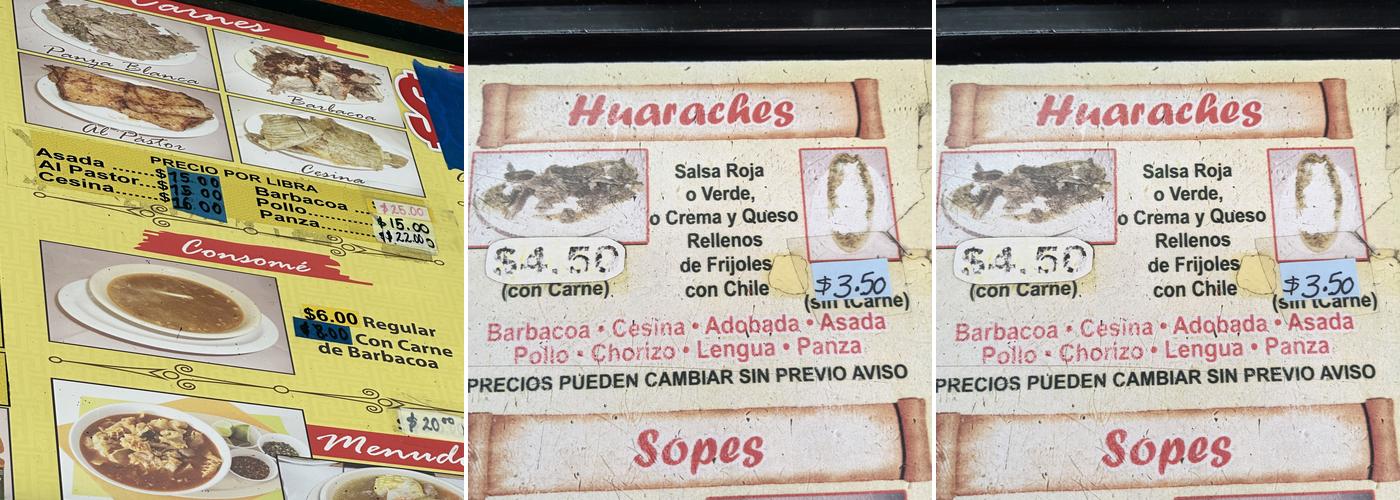 Carnes
Panza Blanca
Barbacoa
Al Pastor
Cesina
PRECIO POR LIBRA
Asada ........ $15.00
Al Pastor...$15.00
Cesina......$16.00
Barbacoa ... $25.00
Pollo........ $15.00
Panza....... $22.00
Consomé
$6.00 Regular
$8.00 Con Carne
de Barbacoa
$20.00
Menudo
Huaraches
Salsa Roja
o Verde,
o Crema y Queso
Rellenos
de Frijoles
con Chile
$4.50
(con Carne)
$3.50
(sin Carne)
Barbacoa • Cesina • Adobada • Asada
Pollo • Chorizo • Lengua • Panza
PRECIOS PUEDEN CAMBIAR SIN PREVIO AVISO
Sopes
Huaraches
Salsa Roja
o Verde,
o Crema y Queso
Rellenos
de Frijoles
con Chile
$4.50
(con Carne)
$3.50
(sin Carne)
Barbacoa • Cesina • Adobada • Asada
Pollo • Chorizo • Lengua • Panza
PRECIOS PUEDEN CAMBIAR SIN PREVIO AVISO
Sopes